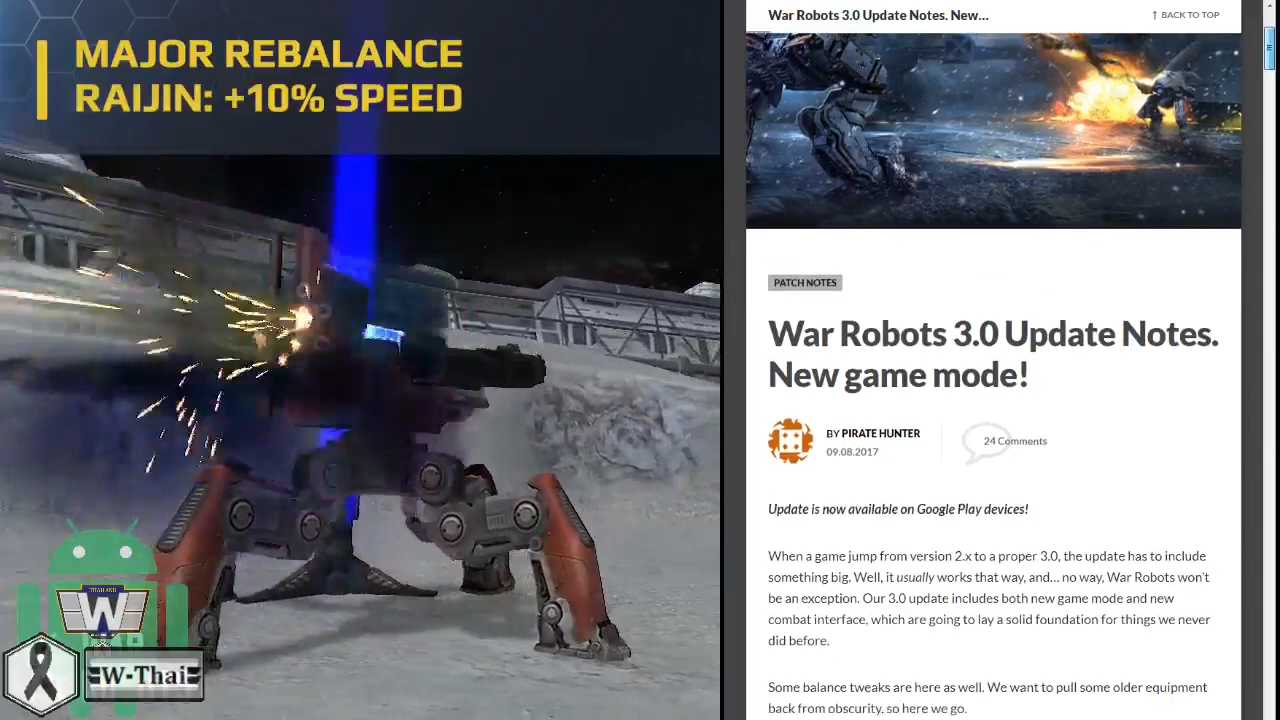 MAJOR REBALANCE
RAIJIN: +10% SPEED
THAILAND
W
W-Thai
War Robots 3.0 Update Notes. New...
↑ BACK TO TOP
PATCH NOTES
War Robots 3.0 Update Notes.
New game mode!
BY PIRATE HUNTER
09.08.2017
24 Comments
Update is now available on Google Play devices!
When a game jump from version 2.x to a proper 3.0, the update has to include
something big. Well, it usually works that way, and... no way, War Robots won't
be an exception. Our 3.0 update includes both new game mode and new
combat interface, which are going to lay a solid foundation for things we never
did before.
Some balance tweaks are here as well. We want to pull some older equipment
back from obscurity, so here we go.